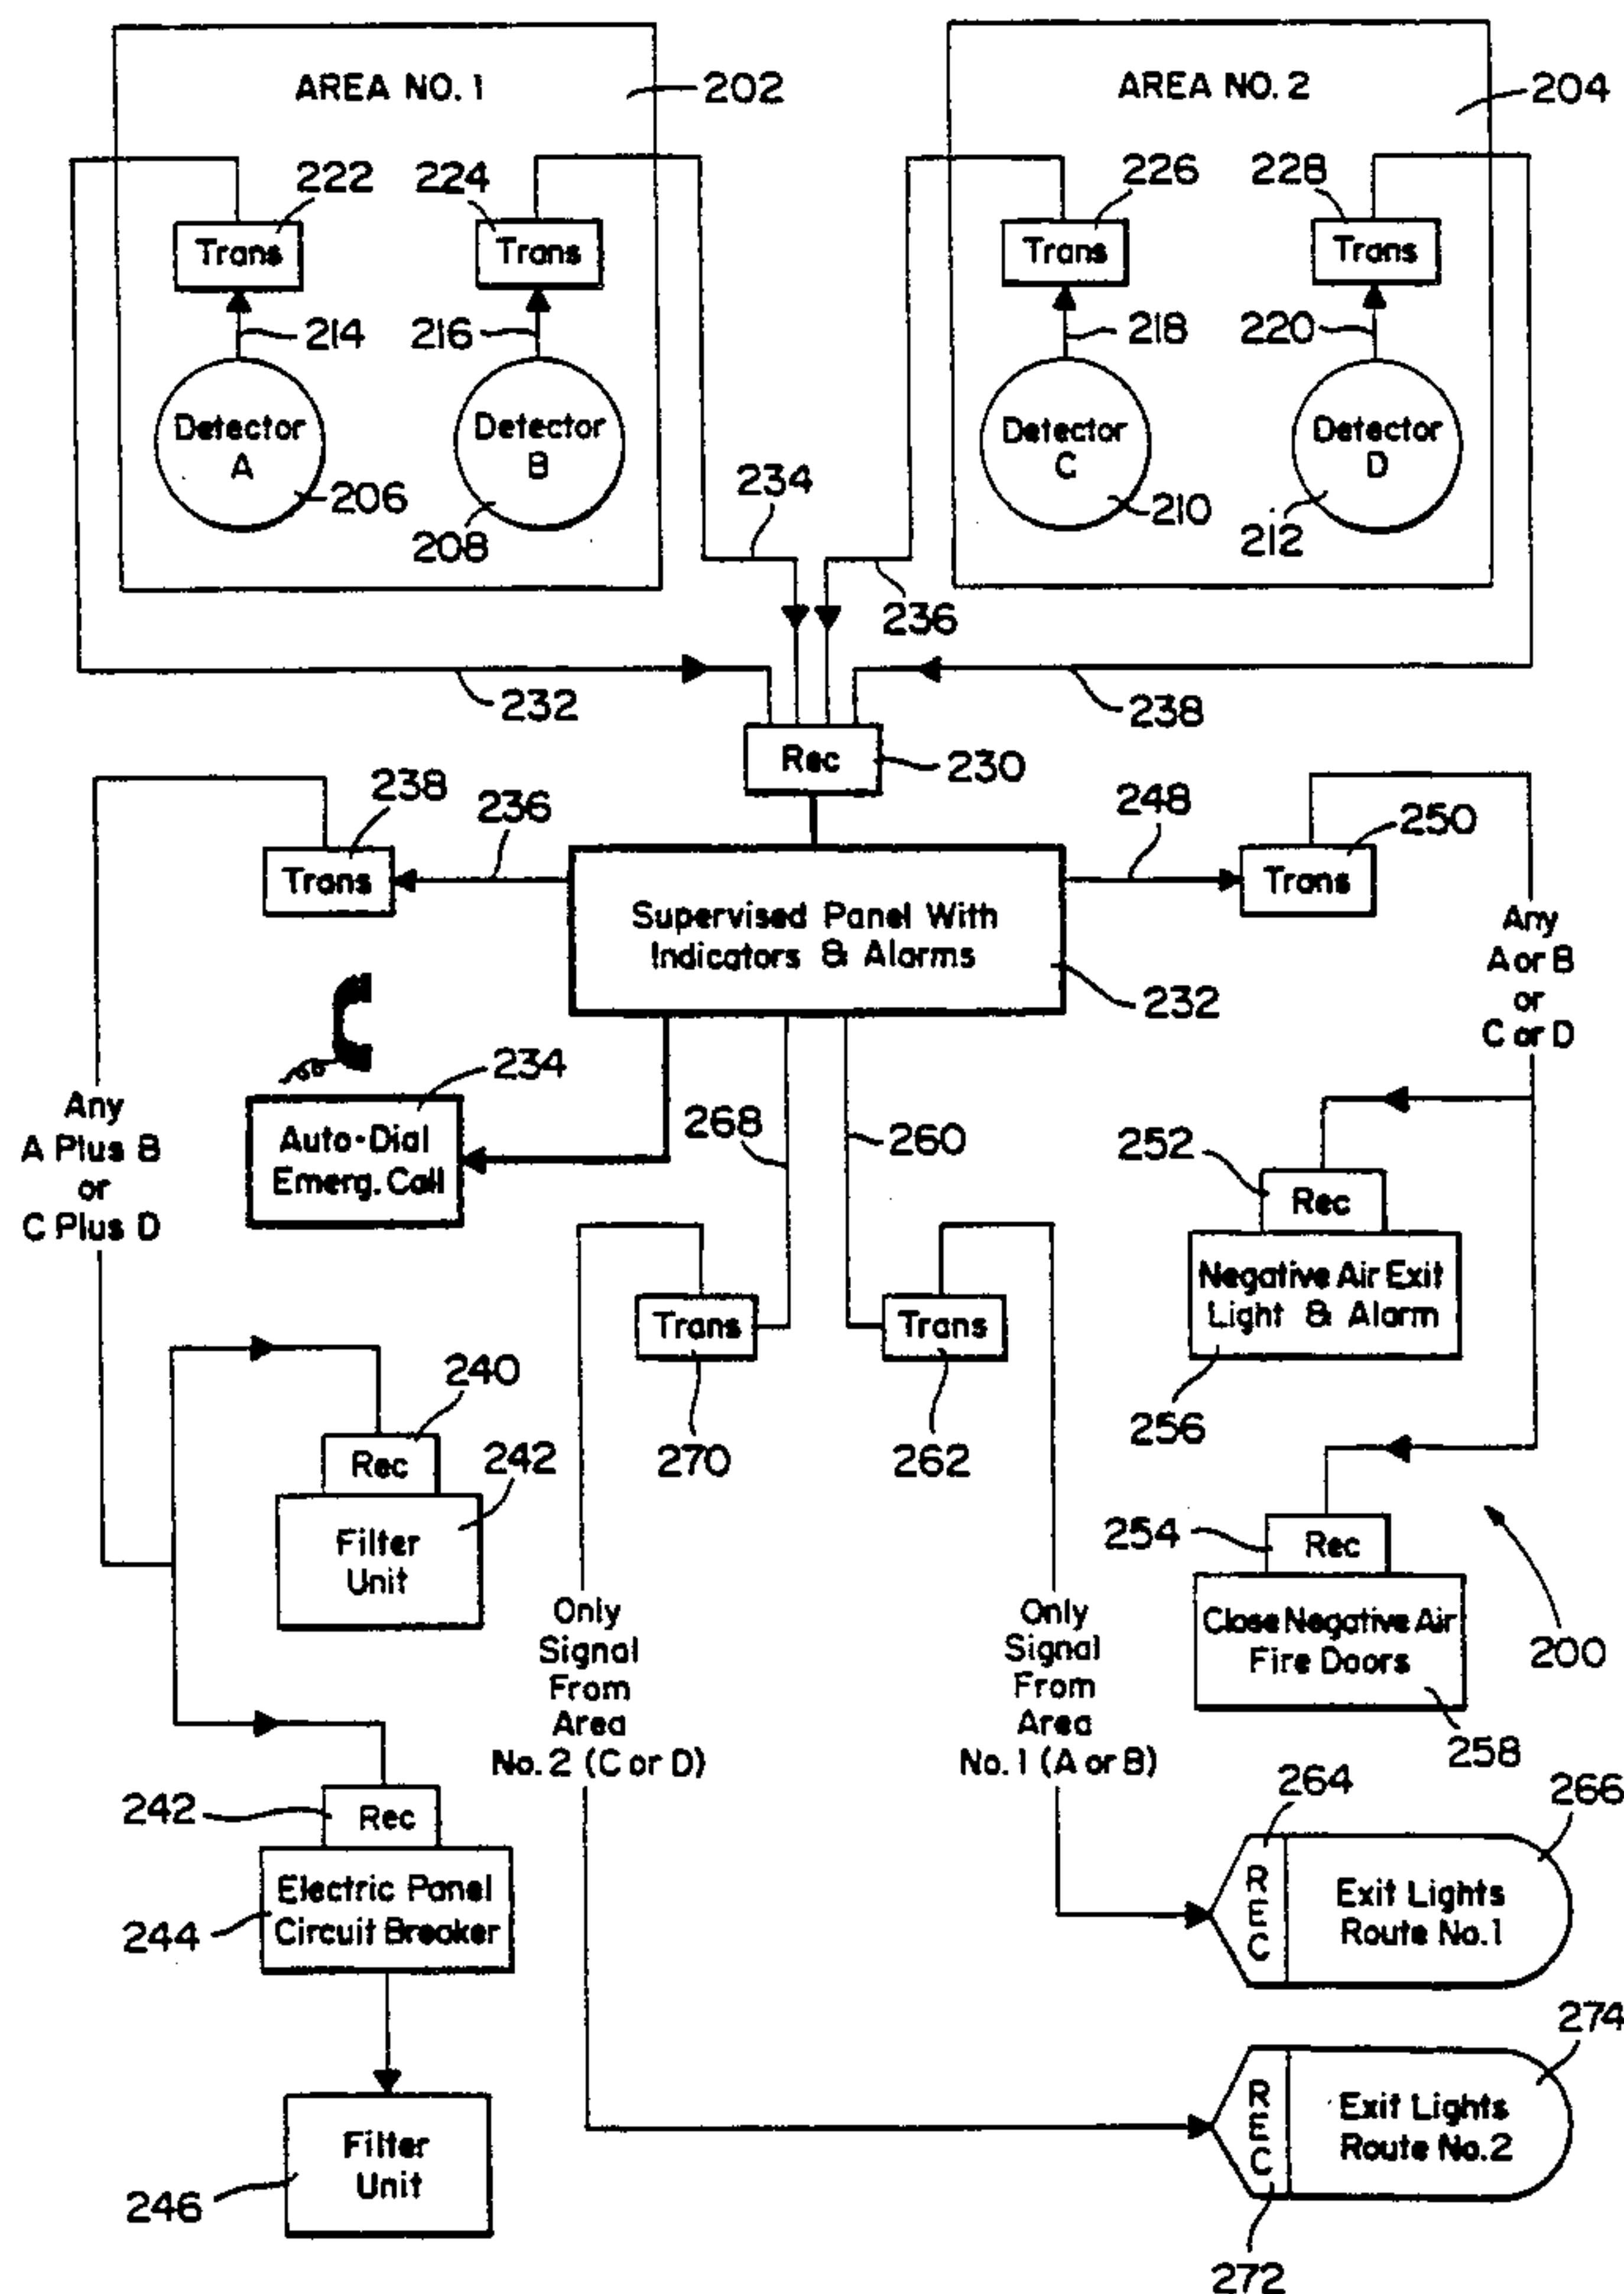 AREA NO. 1
202
AREA NO. 2
204
222
224
226
228
Trans
Trans
Trans
Trans
214
216
218
220
Detector
A
Detector
B
Detector
C
Detector
D
206
208
210
212
234
236
232
238
Rec
230
238
236
248
250
Trans
Trans
Supervised Panel With
Indicators & Alarms
232
Any
A or B
or
C or D
234
Auto-Dial
Emerg. Call
Any
A Plus B
or
C Plus D
268
260
252
Rec
Negative Air Exit
Light & Alarm
256
Trans
Trans
270
262
240
Rec
242
Filter
Unit
254
Rec
Close Negative Air
Fire Doors
258
200
Only
Signal
From
Area
No. 2 (C or D)
Only
Signal
From
Area
No. 1 (A or B)
242
Rec
Electric Panel
Circuit Breaker
244
264
266
REC
Exit Lights
Route No. 1
274
REC
Exit Lights
Route No. 2
272
Filter
Unit
246